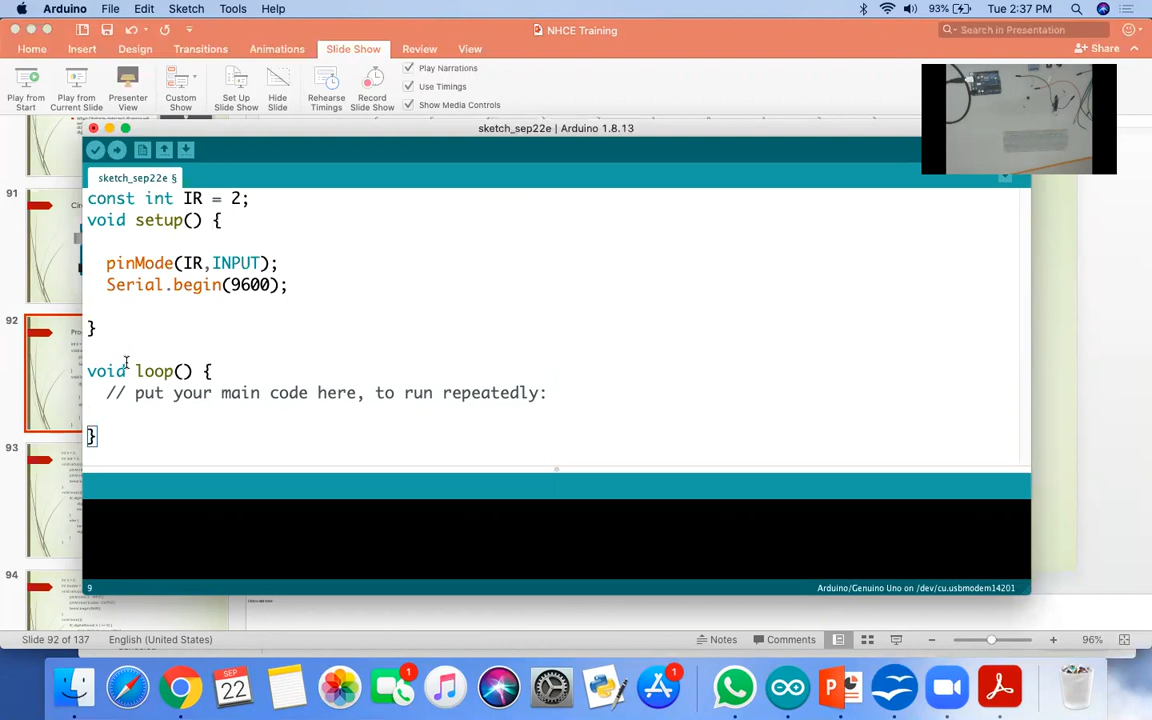 Arduino File Edit Sketch Tools Help
93% Tue 2:37 PM
NHCE Training
Search in Presentation
Home Insert Design Transitions Animations Slide Show Review View
Share
Play from Start
Play from Current Slide
Presenter View
Custom Show
Set Up Slide Show
Hide Slide
Rehearse Timings
Record Slide Show
Play Narrations
Use Timings
Show Media Controls
sketch_sep22e | Arduino 1.8.13
sketch_sep22e §
const int IR = 2;
void setup() {
pinMode(IR,INPUT);
Serial.begin(9600);
}
void loop() {
// put your main code here, to run repeatedly:
}
9
Arduino/Genuino Uno on /dev/cu.usbmodem14201
91
92
93
94
Slide 92 of 137
English (United States)
Notes
Comments
96%
SEP
22
1
1